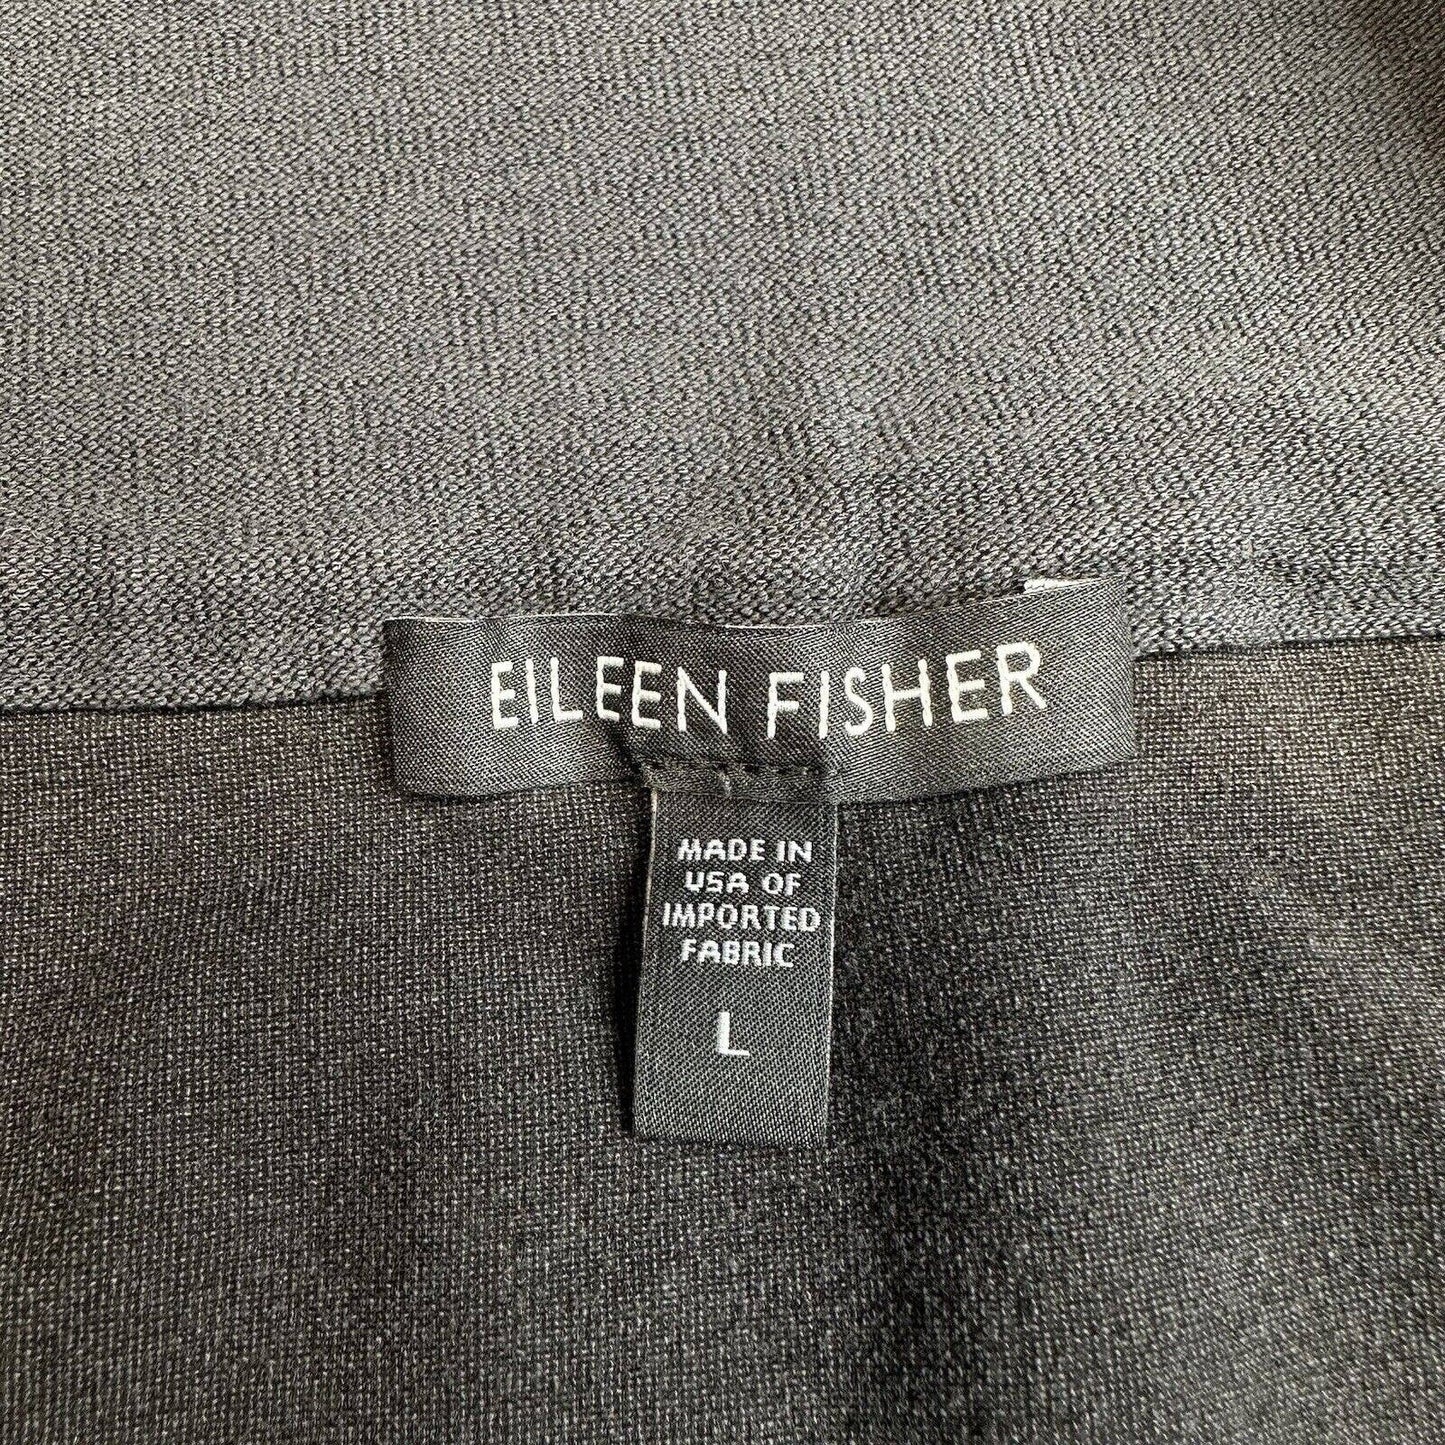 EILEEN FISHER
MADE IN
USA OF
IMPORTED
FABRIC
L